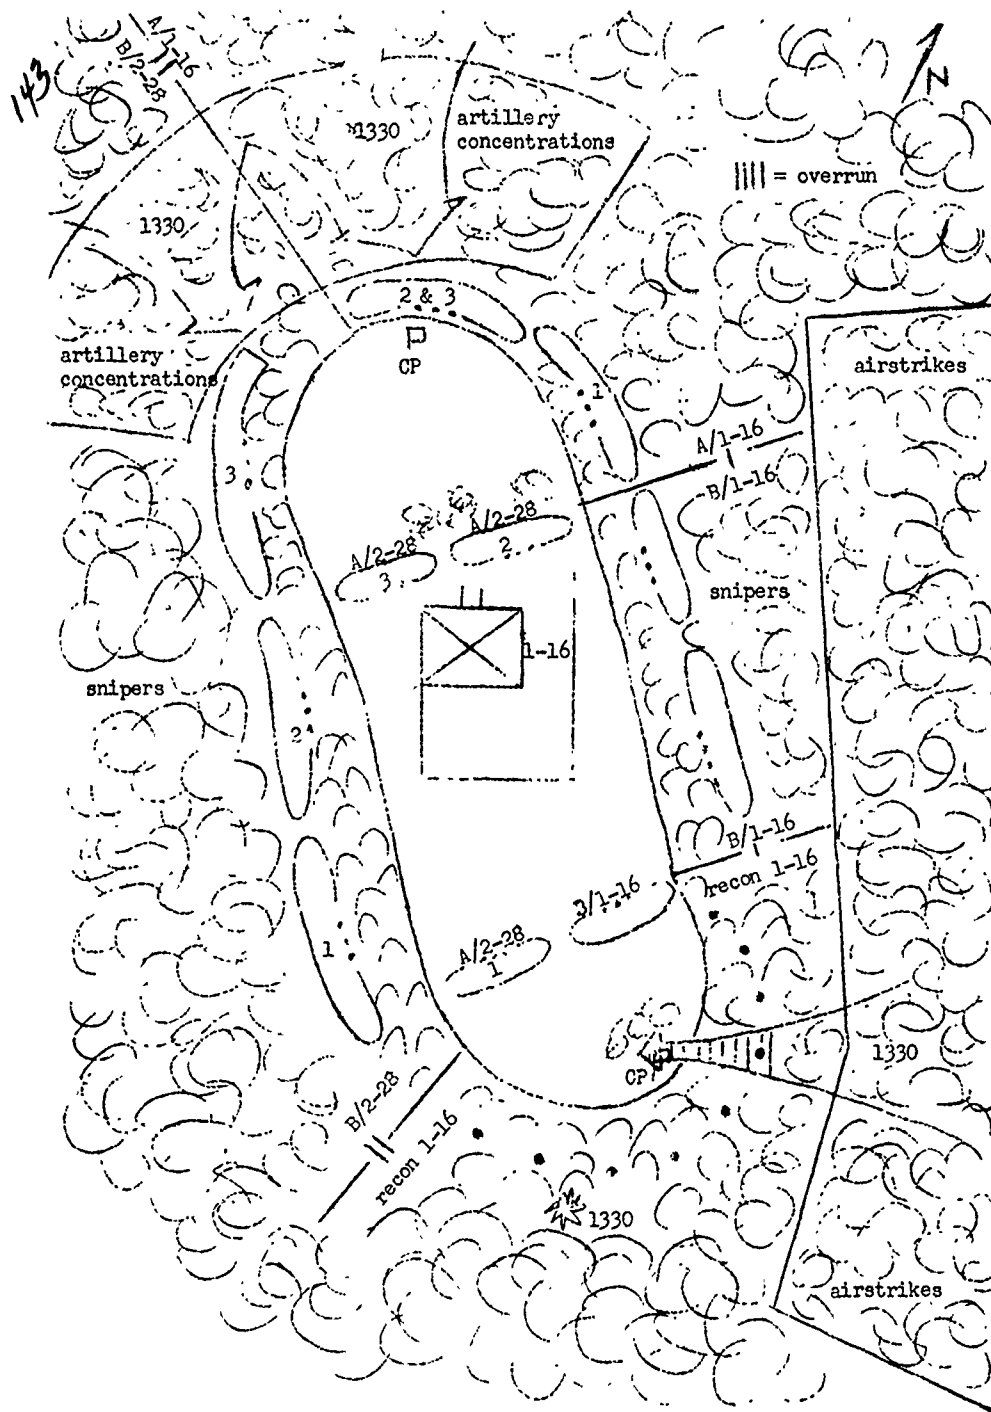 143
A/1-16
B/2-28
N
1330
artillery
concentrations
|||| = overrun
1330
2 & 3
CP
artillery
concentrations
airstrikes
1
A/1-16
B/1-16
3
A/2-28
2
A/2-28
3
snipers
1-16
snipers
2
B/1-16
recon 1-16
3/1-16
A/2-28
1
1
1330
CP
B/2-28
recon 1-16
1330
airstrikes